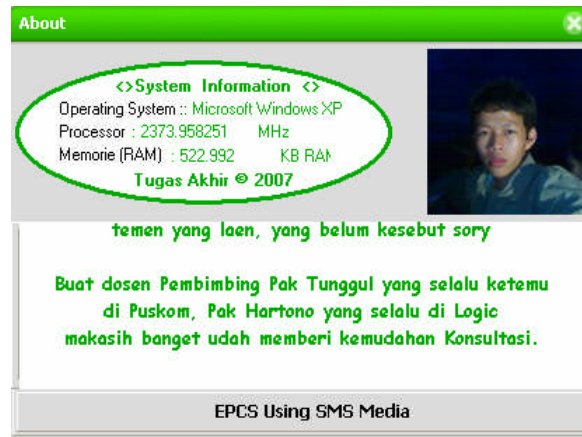 About
<>System Information <>
Operating System :: Microsoft Windows XP
Processor : 2373.958251 MHz
Memorie (RAM) : 522.992 KB RAM
Tugas Akhir © 2007
temen yang laen, yang belum kesebut sory
Buat dosen Pembimbing Pak Tunggul yang selalu ketemu
di Puskom, Pak Hartono yang selalu di Logic
makasih banget udah memberi kemudahan Konsultasi.
EPCS Using SMS Media